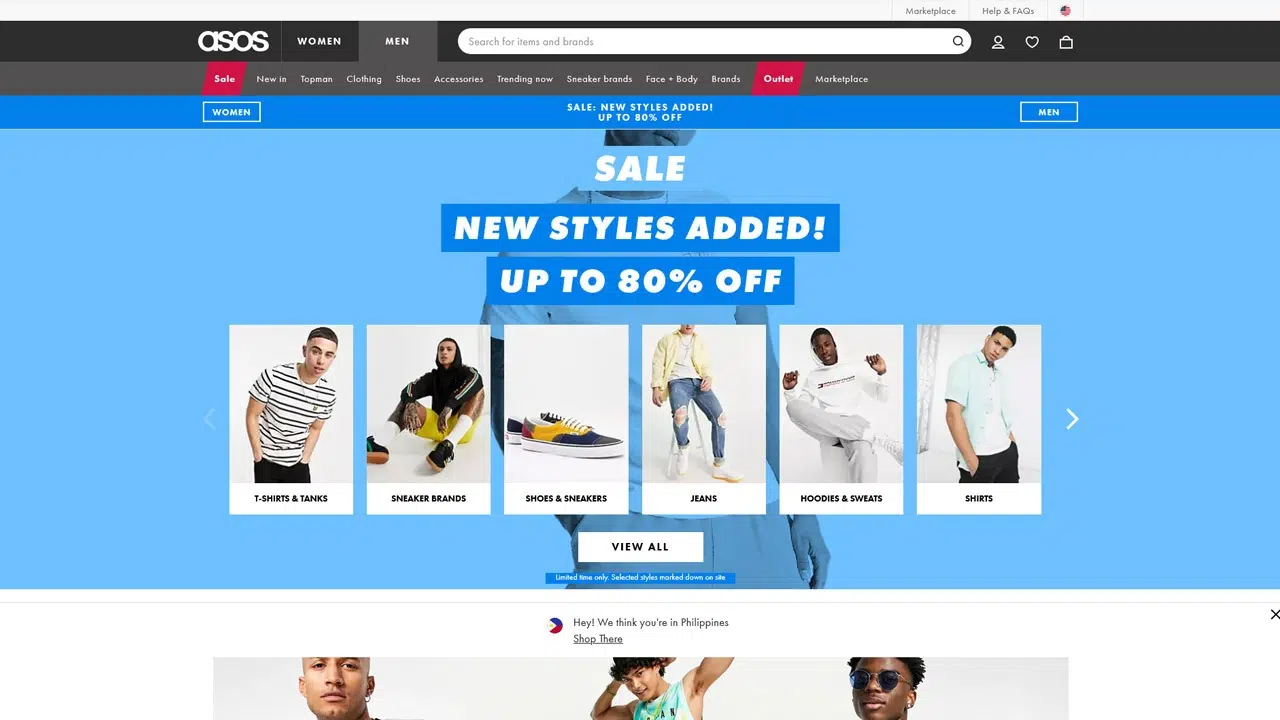 Marketplace
Help & FAQs
asos
WOMEN
MEN
Search for items and brands
Sale
New in
Topman
Clothing
Shoes
Accessories
Trending now
Sneaker brands
Face + Body
Brands
Outlet
Marketplace
WOMEN
SALE: NEW STYLES ADDED!
UP TO 80% OFF
MEN
SALE
NEW STYLES ADDED!
UP TO 80% OFF
T-SHIRTS & TANKS
SNEAKER BRANDS
SHOES & SNEAKERS
JEANS
HOODIES & SWEATS
SHIRTS
VIEW ALL
Limited time only. Selected styles marked down on site
Hey! We think you're in Philippines
Shop There